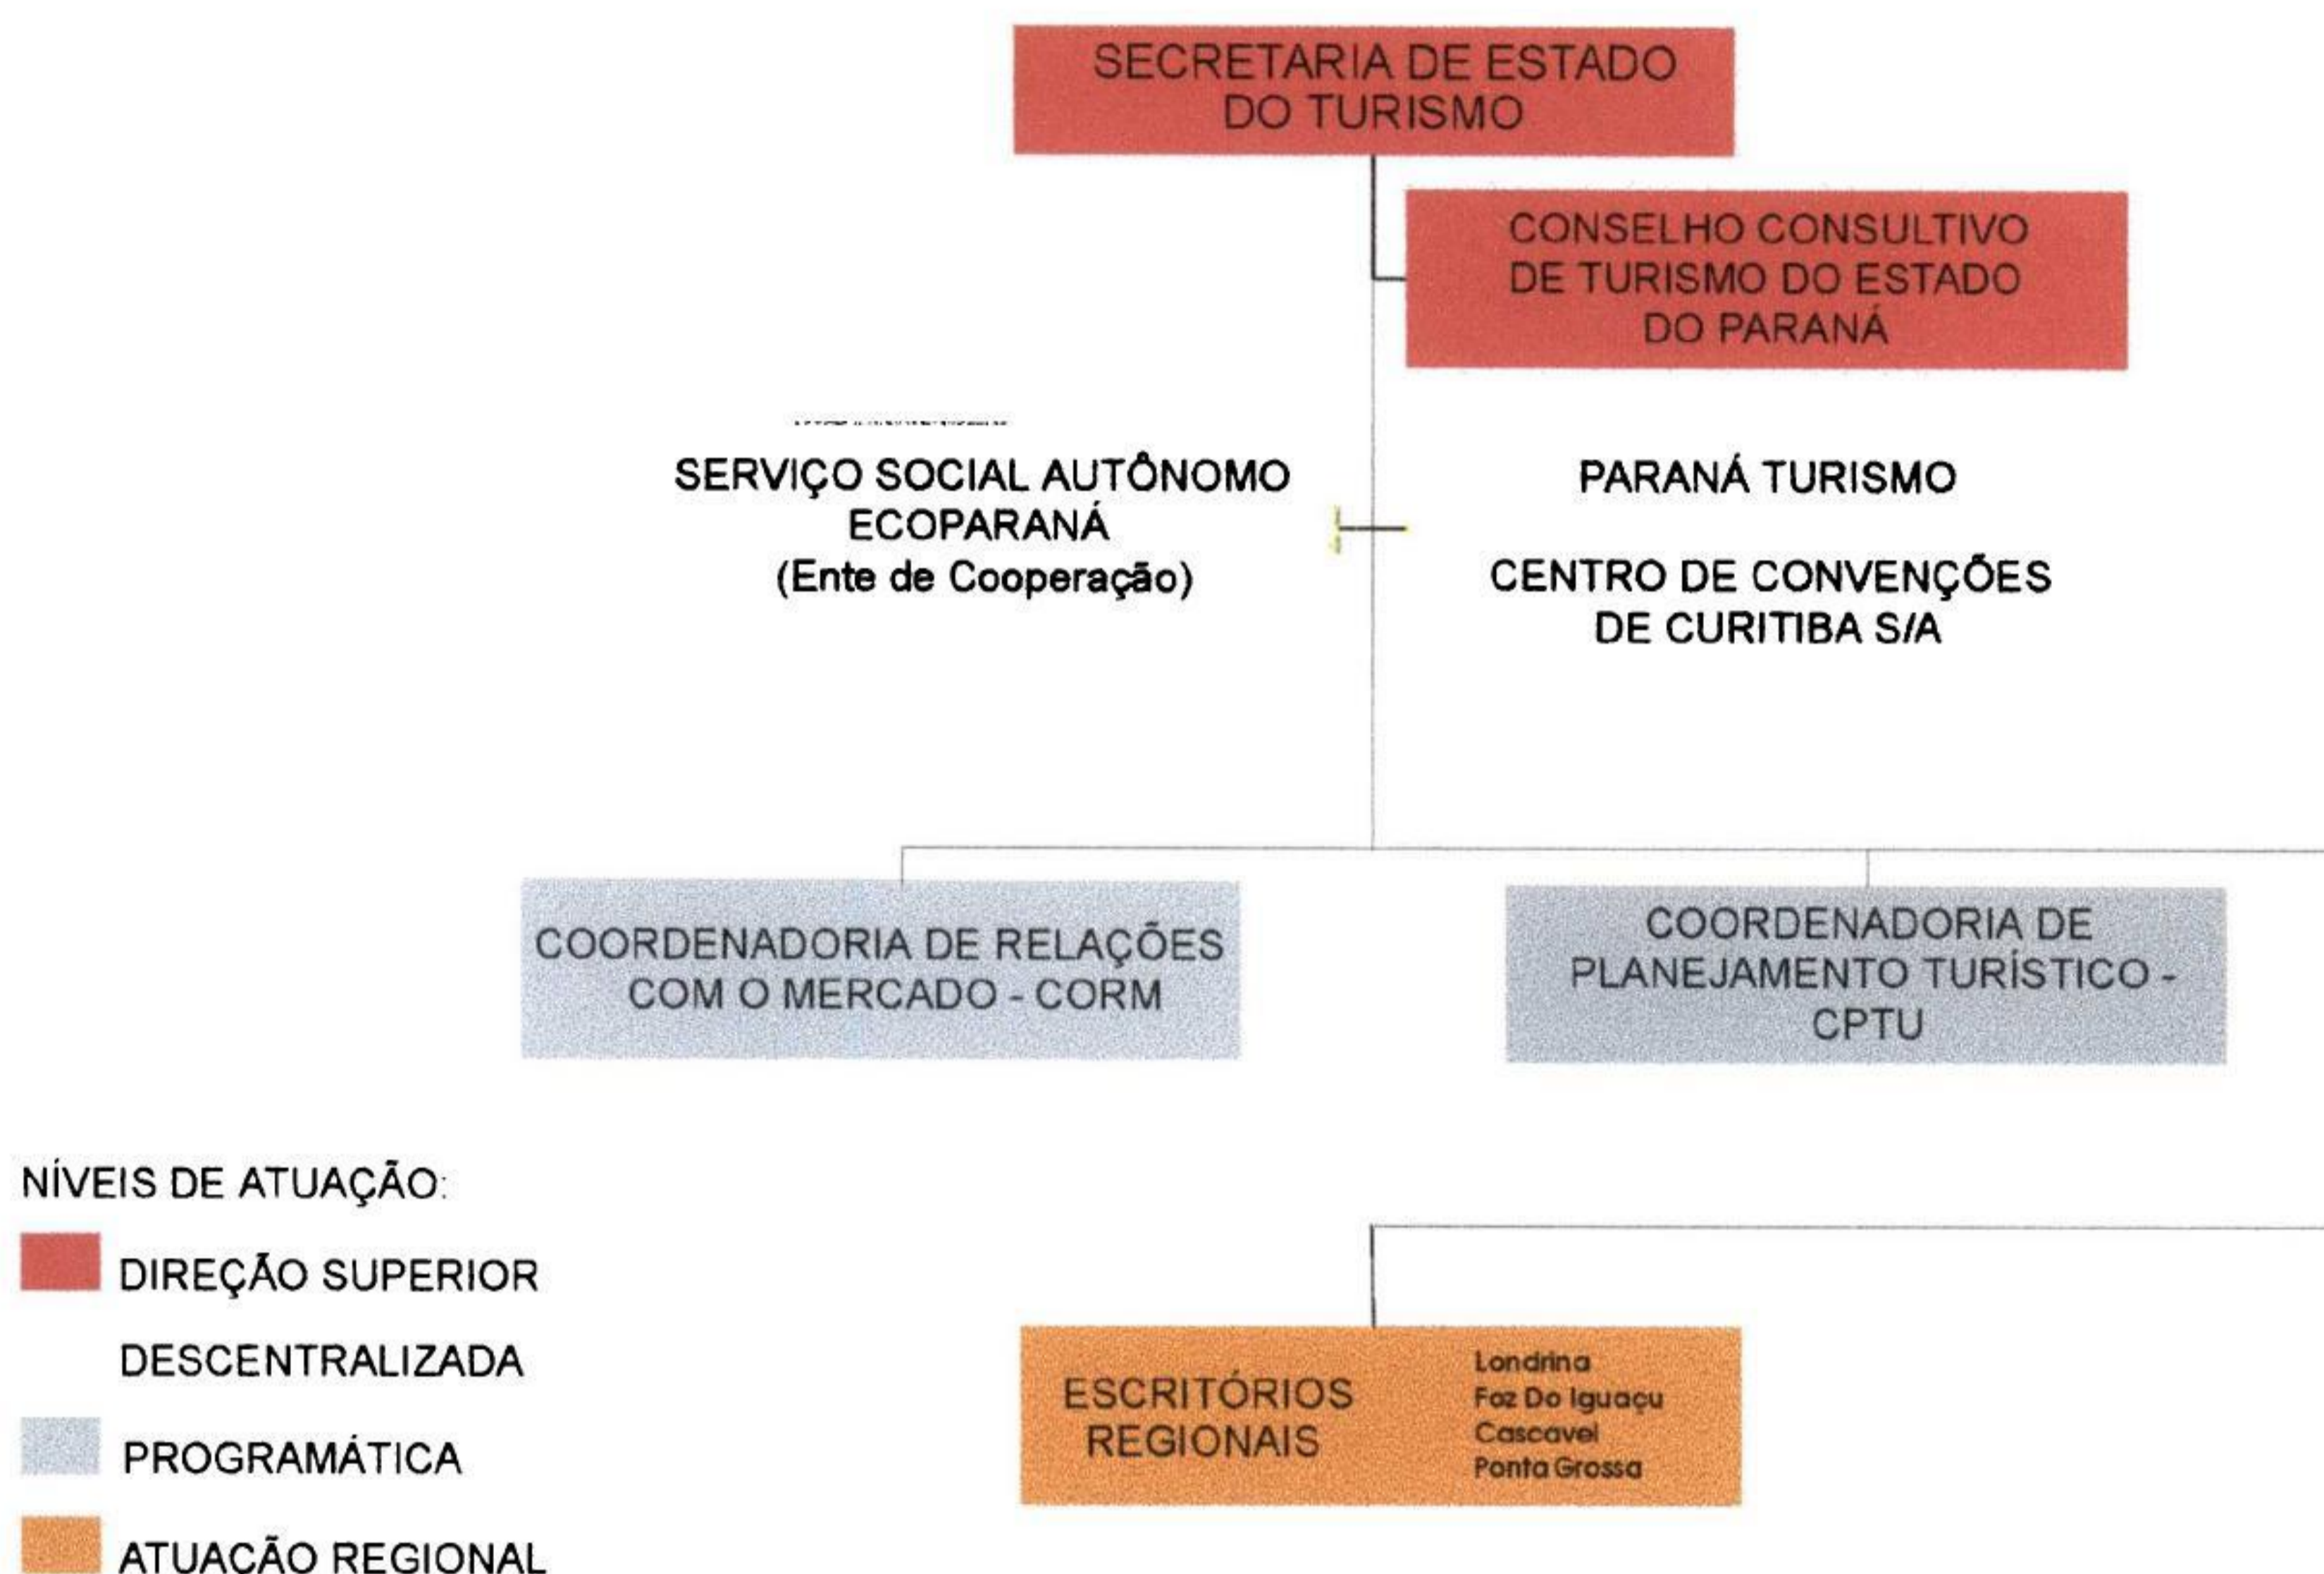 SECRETARIA DE ESTADO
DO TURISMO
CONSELHO CONSULTIVO
DE TURISMO DO ESTADO
DO PARANÁ
SERVIÇO SOCIAL AUTÔNOMO
ECOPARANÁ
(Ente de Cooperação)
PARANÁ TURISMO
CENTRO DE CONVENÇÕES
DE CURITIBA S/A
COORDENADORIA DE RELAÇÕES
COM O MERCADO - CORM
COORDENADORIA DE
PLANEJAMENTO TURÍSTICO -
CPTU
NÍVEIS DE ATUAÇÃO:
DIREÇÃO SUPERIOR
DESCENTRALIZADA
PROGRAMÁTICA
ATUAÇÃO REGIONAL
ESCRITÓRIOS
REGIONAIS
Londrina
Foz Do Iguaçu
Cascavel
Ponta Grossa